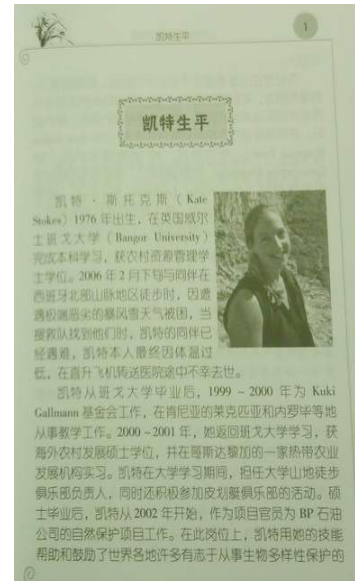 凯特生平
1
凯特生平
凯特·斯托克斯（Kate
Stokes）1976 年出生，在英国威尔
士班戈大学（Bangor University）
完成本科学习，获农村资源管理学
士学位。2006 年 2 月下旬与同伴在
西班牙北部山脉地区徒步时，因遭
遇极端恶劣的暴风雪天气被困，当
搜救队找到他们时，凯特的同伴已
经遇难，凯特本人最终因体温过
低，在直升飞机转送医院途中不幸去世。
凯特从班戈大学毕业后，1999 ~ 2000 年为 Kuki
Gallmann 基金会工作，在肯尼亚的莱克匹亚和内罗毕等地
从事教学工作。2000 ~ 2001 年，她返回班戈大学学习，获
海外农村发展硕士学位，并在哥斯达黎加的一家热带农业
发展机构实习。凯特在大学学习期间，担任大学山地徒步
俱乐部负责人，同时还积极参加皮划艇俱乐部的活动。硕
士毕业后，凯特从 2002 年开始，作为项目官员为 BP 石油
公司的自然保护项目工作。在此岗位上，凯特用她的技能
帮助和鼓励了世界各地许多有志于从事生物多样性保护的